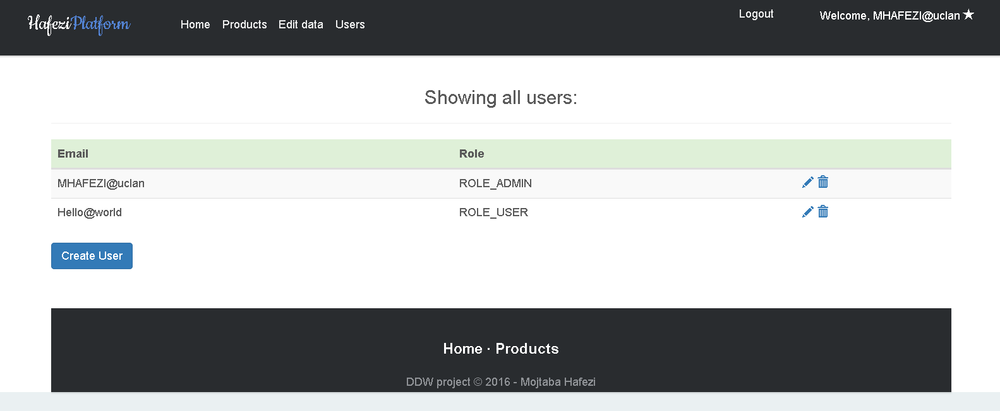 HafeziPlatform Home Products Edit data Users Logout Welcome, MHAFEZI@uclan
Showing all users:
Email Role
MHAFEZI@uclan ROLE_ADMIN
Hello@world ROLE_USER
Create User
Home · Products
DDW project © 2016 - Mojtaba Hafezi